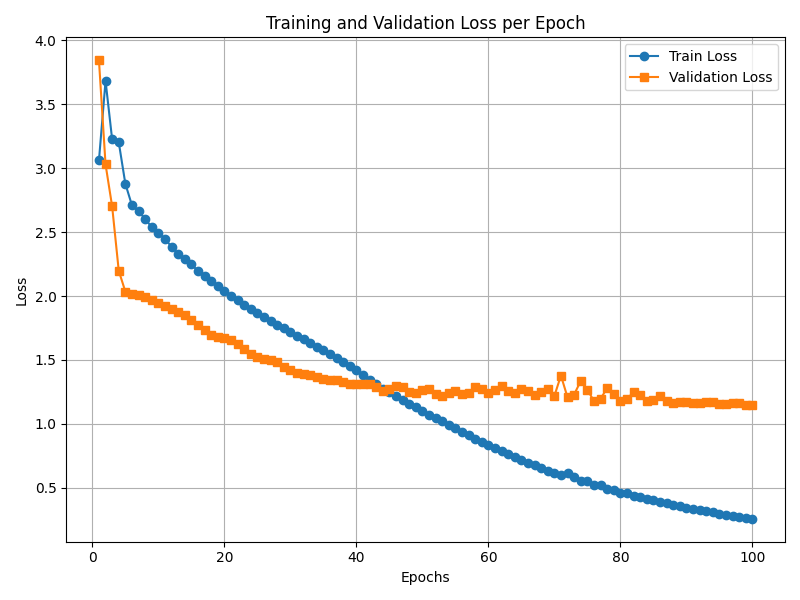 Training and Validation Loss per Epoch
Train Loss
Validation Loss
4.0
3.5
3.0
2.5
2.0
1.5
1.0
0.5
Loss
0 20 40 60 80 100
Epochs